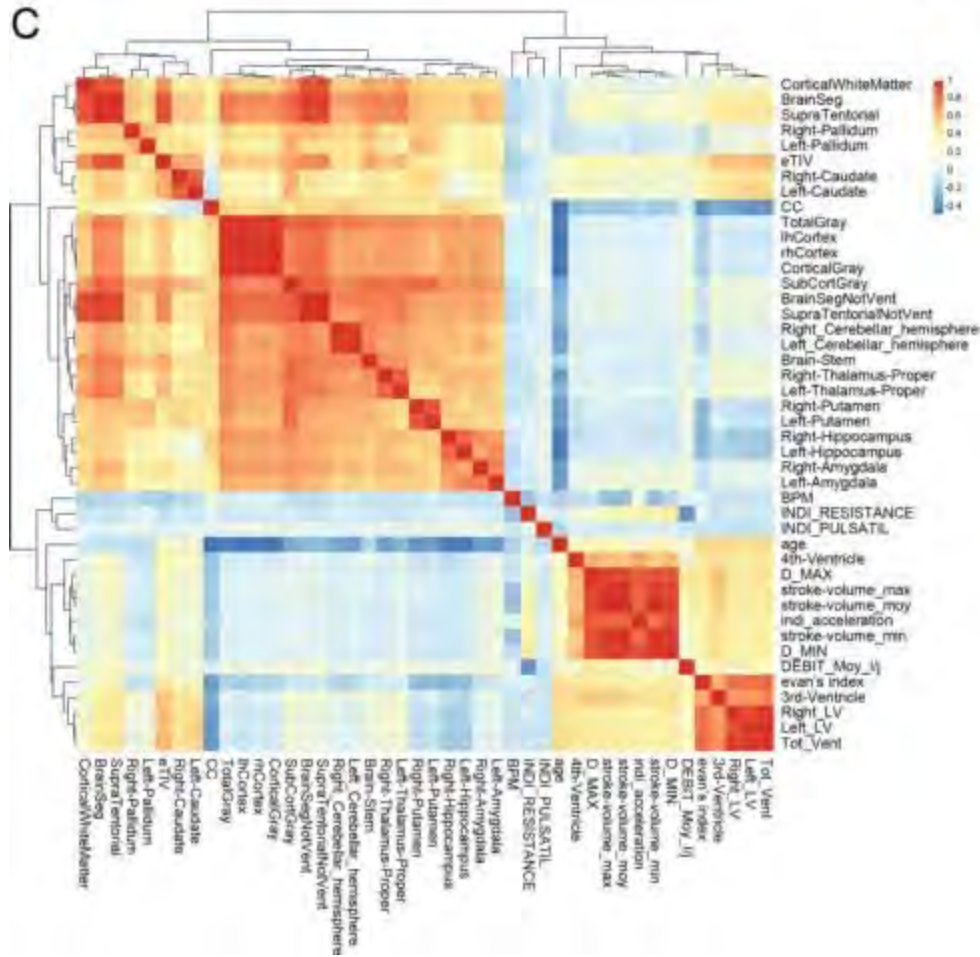 C
CorticalWhiteMatter
BrainSeg
SupraTentorial
Right-Pallidum
Left-Pallidum
eTIV
Right-Caudate
Left-Caudate
CC
TotalGray
lhCortex
rhCortex
CorticalGray
SubCortGray
BrainSegNotVent
SupraTentorialNotVent
Right_Cerebellar_hemisphere
Left_Cerebellar_hemisphere
Brain-Stem
Right-Thalamus-Proper
Left-Thalamus-Proper
Right-Putamen
Left-Putamen
Right-Hippocampus
Left-Hippocampus
Right-Amygdala
Left-Amygdala
BPM
INDI_RESISTANCE
INDI_PULSATIL
age
4th-Ventricle
D_MAX
stroke-volume_max
stroke-volume_moy
indi_acceleration
stroke-volume_min
D_MIN
DEBIT_Moy_l/j
evan's index
3rd-Ventricle
Right_LV
Left_LV
Tot_Vent
1
0.8
0.6
0.4
0.2
0
-0.2
-0.4
CorticalWhiteMatter
BrainSeg
SupraTentorial
Right-Pallidum
Left-Pallidum
eTIV
Right-Caudate
Left-Caudate
CC
TotalGray
lhCortex
rhCortex
CorticalGray
SubCortGray
BrainSegNotVent
SupraTentorialNotVent
Right_Cerebellar_hemisphere
Left_Cerebellar_hemisphere
Brain-Stem
Right-Thalamus-Proper
Left-Thalamus-Proper
Right-Putamen
Left-Putamen
Right-Hippocampus
Left-Hippocampus
Right-Amygdala
Left-Amygdala
BPM
INDI_RESISTANCE
INDI_PULSATIL
age
4th-Ventricle
D_MAX
stroke-volume_max
stroke-volume_moy
indi_acceleration
stroke-volume_min
D_MIN
DEBIT_Moy_l/j
evan's index
3rd-Ventricle
Right_LV
Left_LV
Tot_Vent